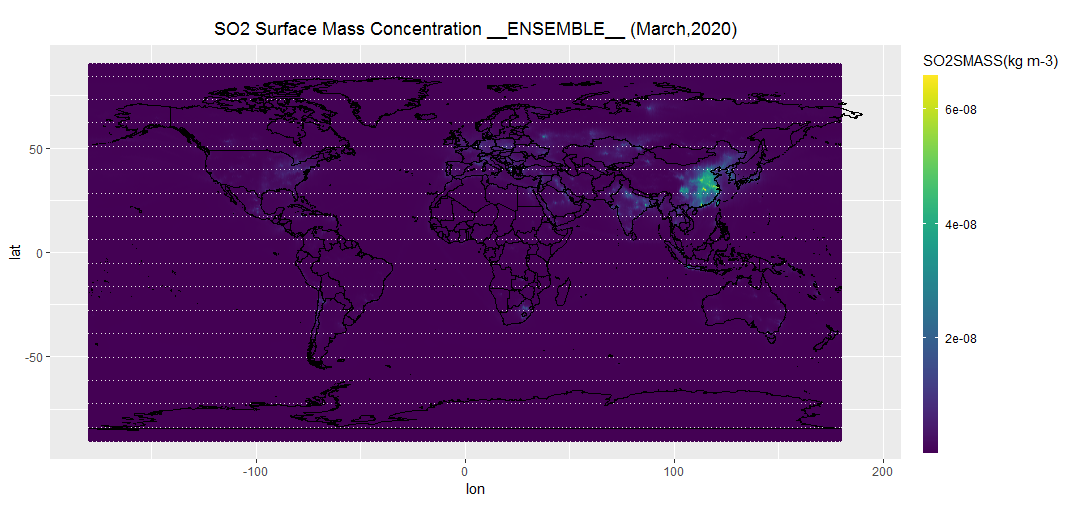 SO2 Surface Mass Concentration __ENSEMBLE__ (March,2020)
SO2SMASS(kg m-3)
6e-08
4e-08
2e-08
50
0
-50
lat
-100
0
100
200
lon